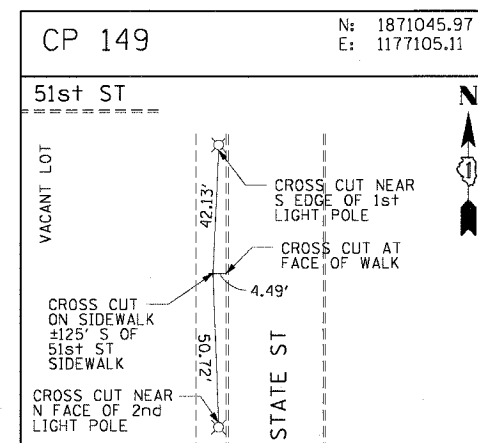 CP 149
N: 1871045.97
E: 1177105.11
51st ST
N
1
VACANT LOT
42.13'
CROSS CUT NEAR
S EDGE OF 1st
LIGHT POLE
CROSS CUT AT
FACE OF WALK
4.49'
CROSS CUT
ON SIDEWALK
±125' S OF
51st ST
SIDEWALK
50.72'
STATE ST
CROSS CUT NEAR
N FACE OF 2nd
LIGHT POLE